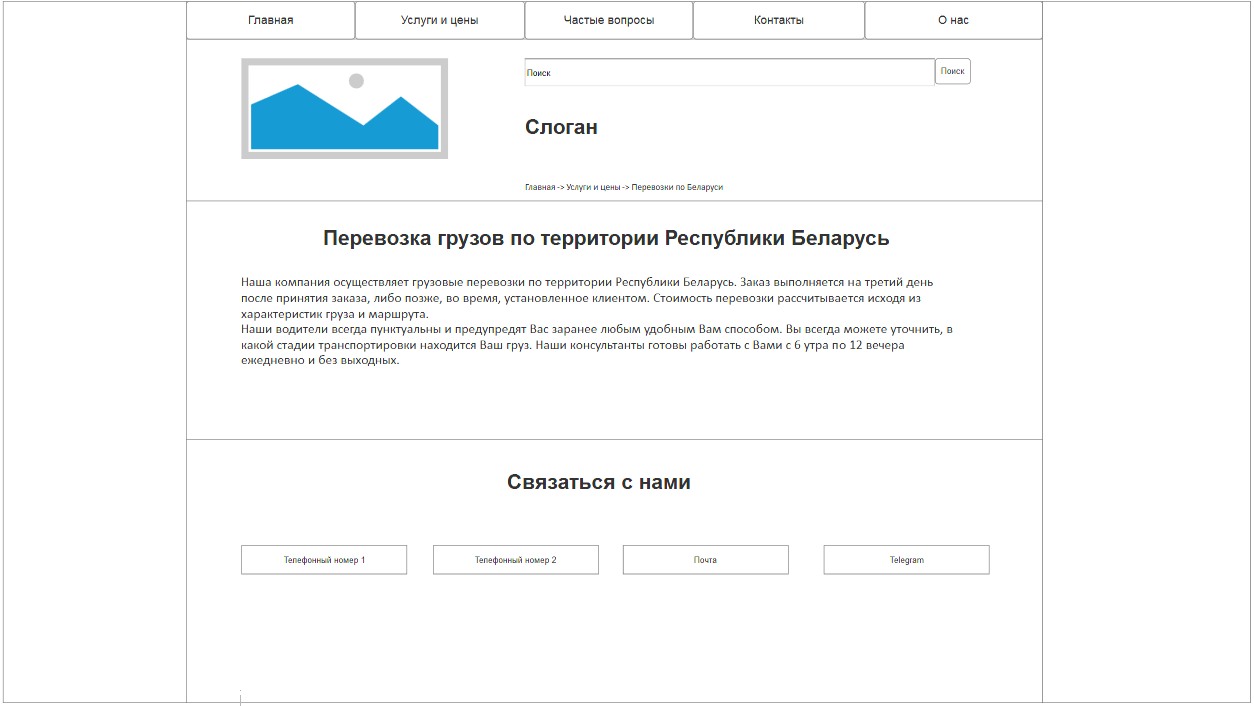 Главная
Услуги и цены
Частые вопросы
Контакты
О нас
Поиск
Поиск
Слоган
Главная -> Услуги и цены -> Перевозки по Беларуси
Перевозка грузов по территории Республики Беларусь
Наша компания осуществляет грузовые перевозки по территории Республики Беларусь. Заказ выполняется на третий день
после принятия заказа, либо позже, во время, установленное клиентом. Стоимость перевозки рассчитывается исходя из
характеристик груза и маршрута.
Наши водители всегда пунктуальны и предупредят Вас заранее любым удобным Вам способом. Вы всегда можете уточнить, в
какой стадии транспортировки находится Ваш груз. Наши консультанты готовы работать с Вами с 6 утра по 12 вечера
ежедневно и без выходных.
Связаться с нами
Телефонный номер 1
Телефонный номер 2
Почта
Telegram